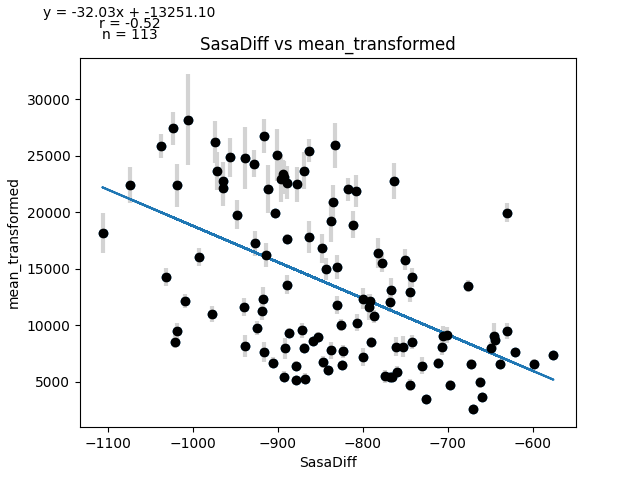 y = -32.03x + -13251.10
r = -0.52
n = 113
SasaDiff vs mean_transformed
30000
25000
20000
15000
10000
5000
mean_transformed
−1100
−1000
−900
−800
−700
−600
SasaDiff